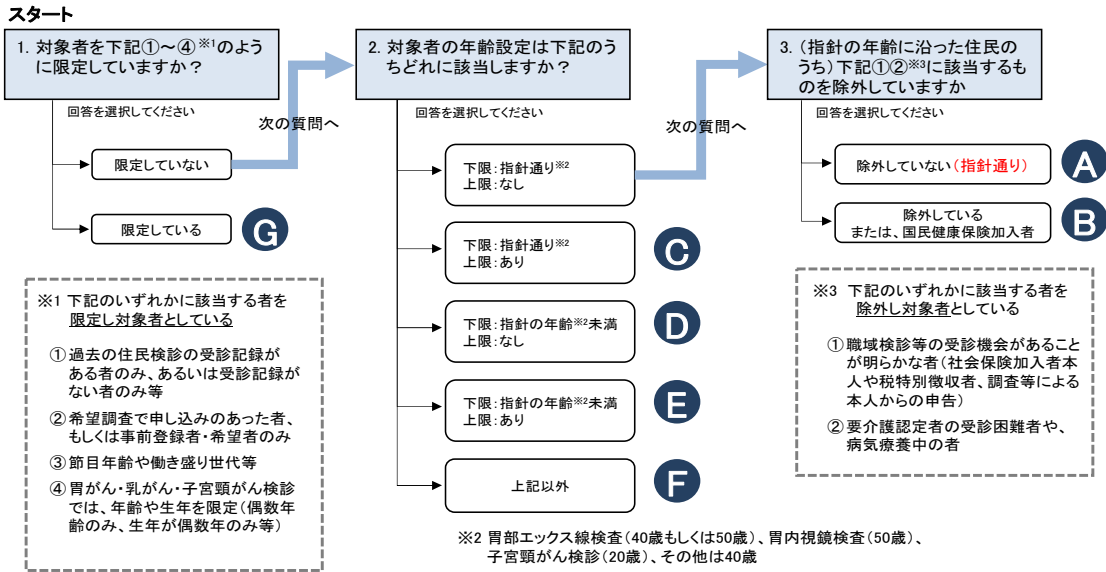 スタート
1. 対象者を下記①～④※1のよう
に限定していますか？
回答を選択してください
次の質問へ
限定していない
限定している
G
※1 下記のいずれかに該当する者を
限定し対象者としている
①過去の住民検診の受診記録が
ある者のみ、あるいは受診記録が
ない者のみ等
②希望調査で申し込みのあった者、
もしくは事前登録者・希望者のみ
③節目年齢や働き盛り世代等
④胃がん・乳がん・子宮頸がん検診
では、年齢や生年を限定（偶数年
齢のみ、生年が偶数年のみ等）
2. 対象者の年齢設定は下記のう
ちどれに該当しますか？
回答を選択してください
次の質問へ
下限：指針通り※2
上限：なし
下限：指針通り※2
上限：あり
C
下限：指針の年齢※2未満
上限：なし
D
下限：指針の年齢※2未満
上限：あり
E
上記以外
F
※2 胃部エックス線検査（40歳もしくは50歳）、胃内視鏡検査（50歳）、
子宮頸がん検診（20歳）、その他は40歳
3. （指針の年齢に沿った住民の
うち）下記①②※3に該当するも
のを除外していますか
回答を選択してください
除外していない（指針通り）
A
除外している
または、国民健康保険加入者
B
※3 下記のいずれかに該当する者を
除外し対象者としている
①職域検診等の受診機会があること
が明らかな者（社会保険加入者本
人や税特別徴収者、調査等による
本人からの申告）
②要介護認定者の受診困難者や、
病気療養中の者